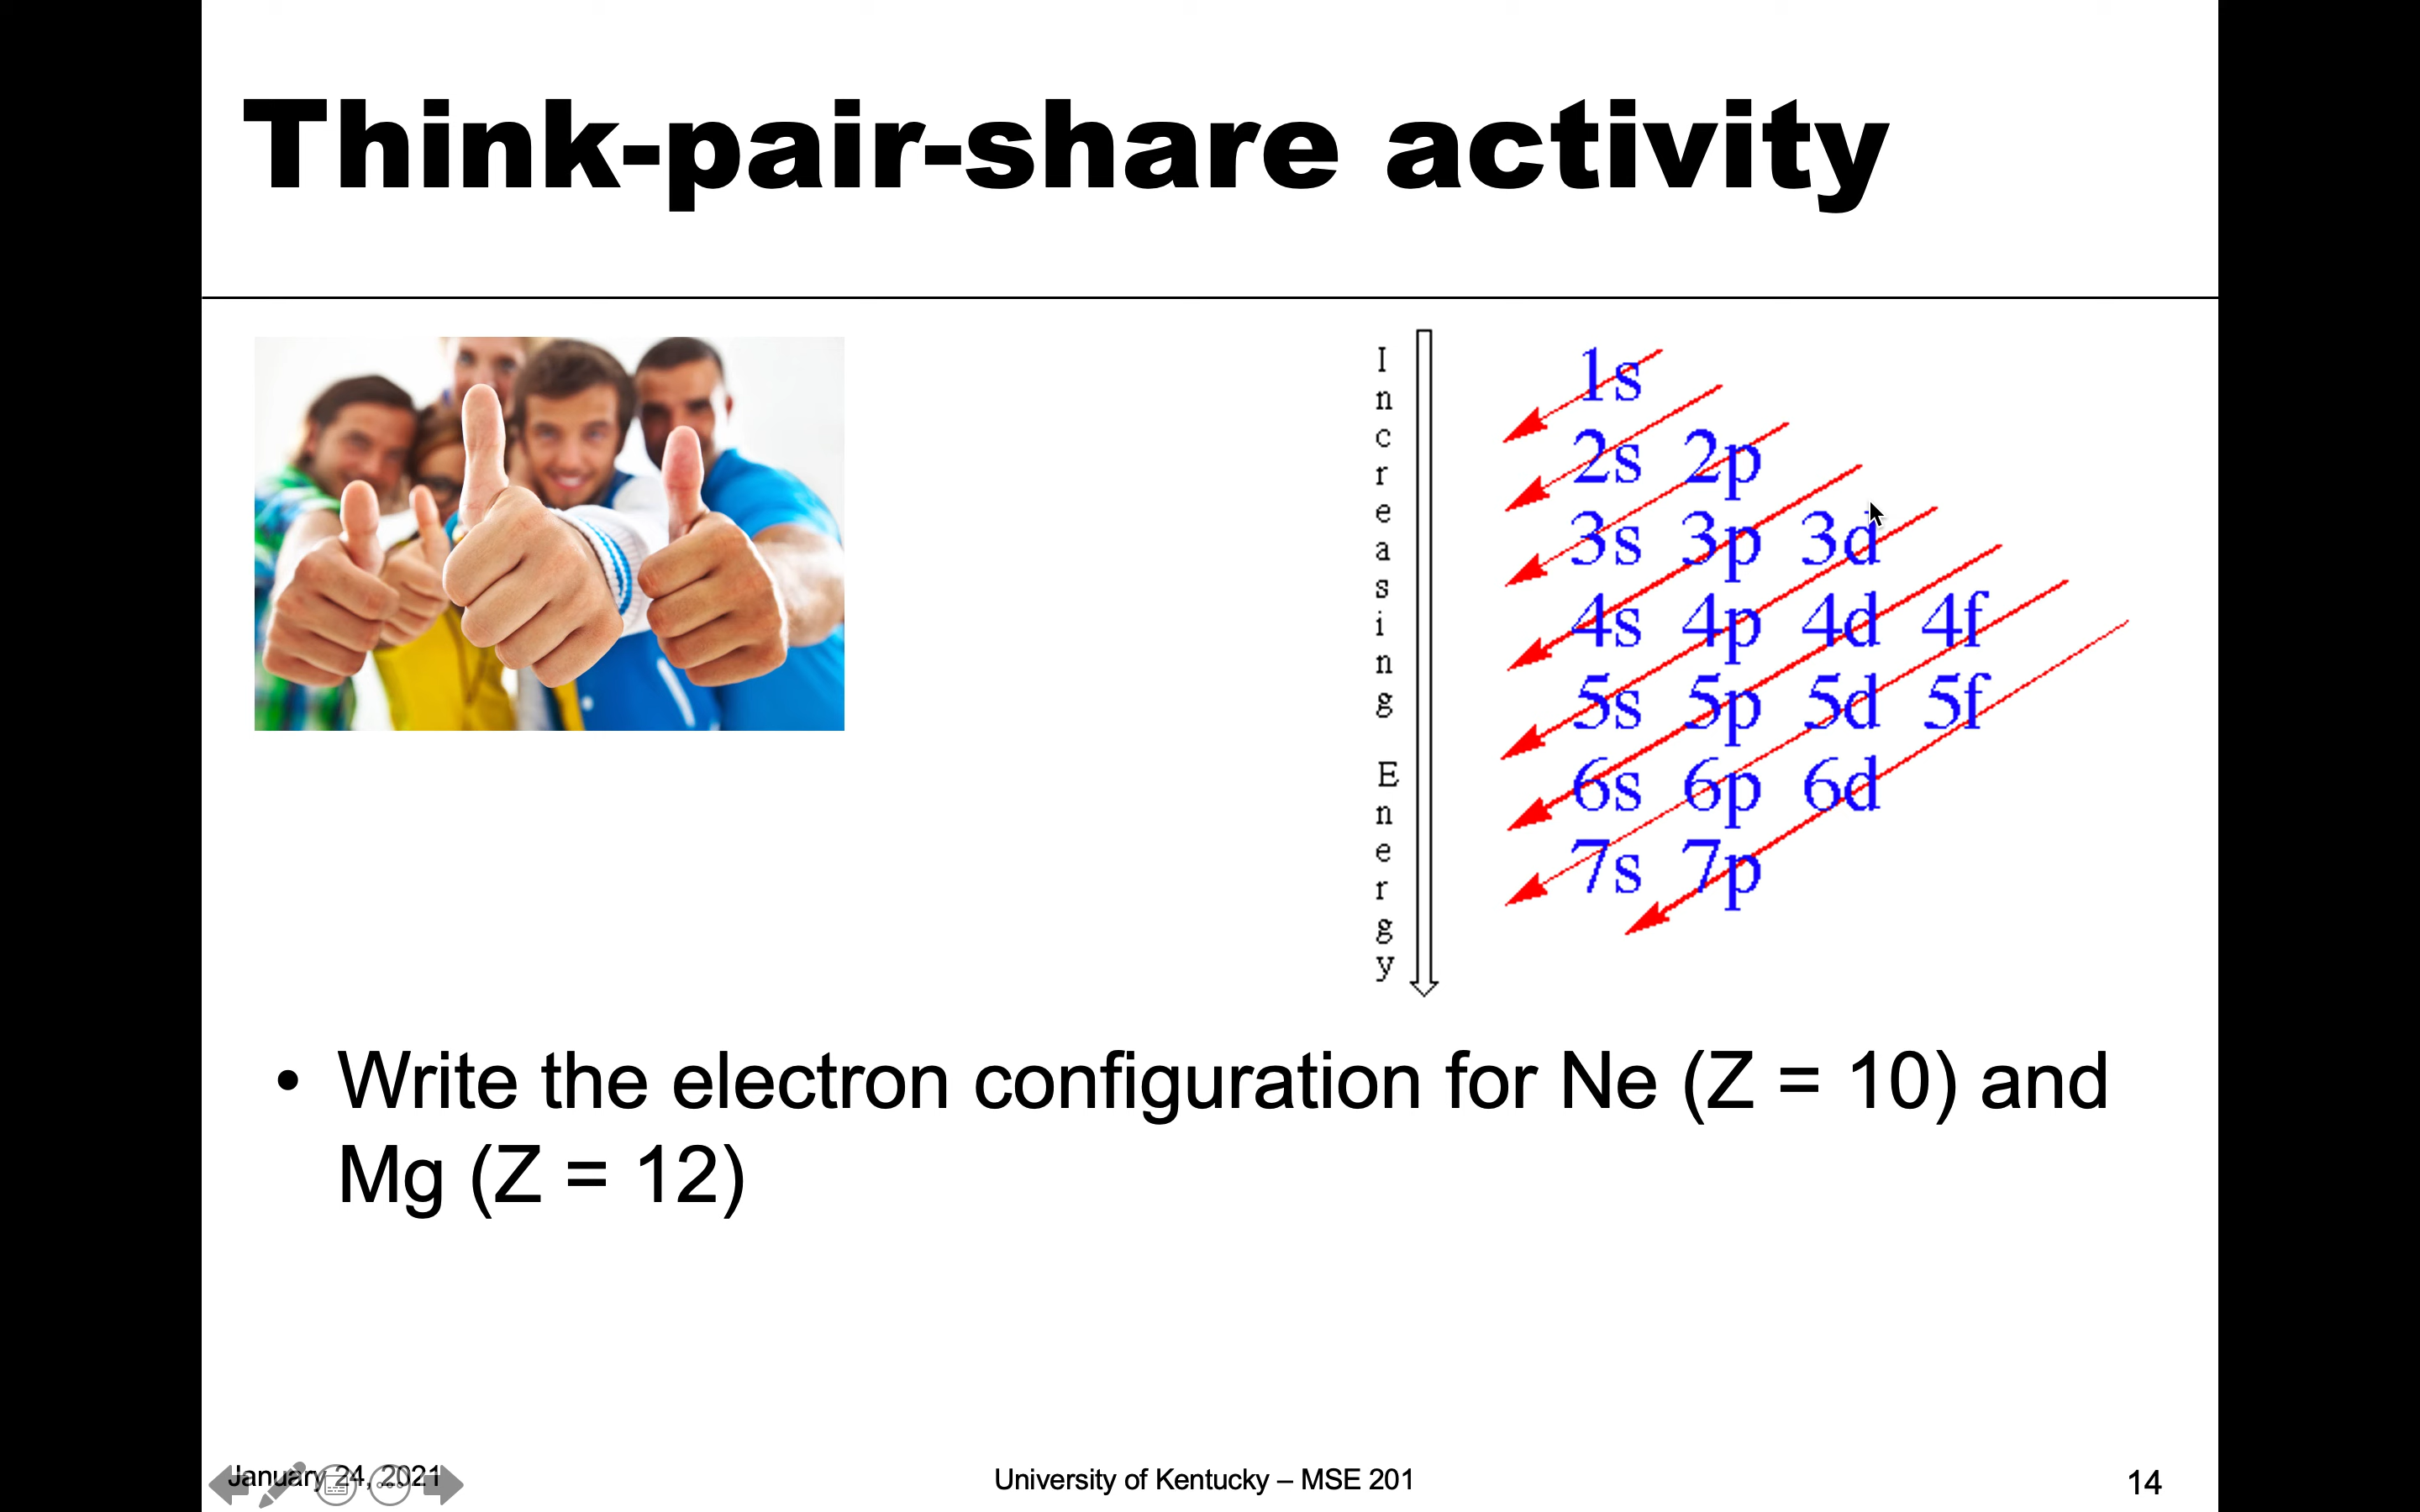 Think-pair-share activity
Increasing Energy
1s
2s 2p
3s 3p 3d
4s 4p 4d 4f
5s 5p 5d 5f
6s 6p 6d
7s 7p
• Write the electron configuration for Ne (Z = 10) and
Mg (Z = 12)
January 24, 2021
University of Kentucky – MSE 201
14